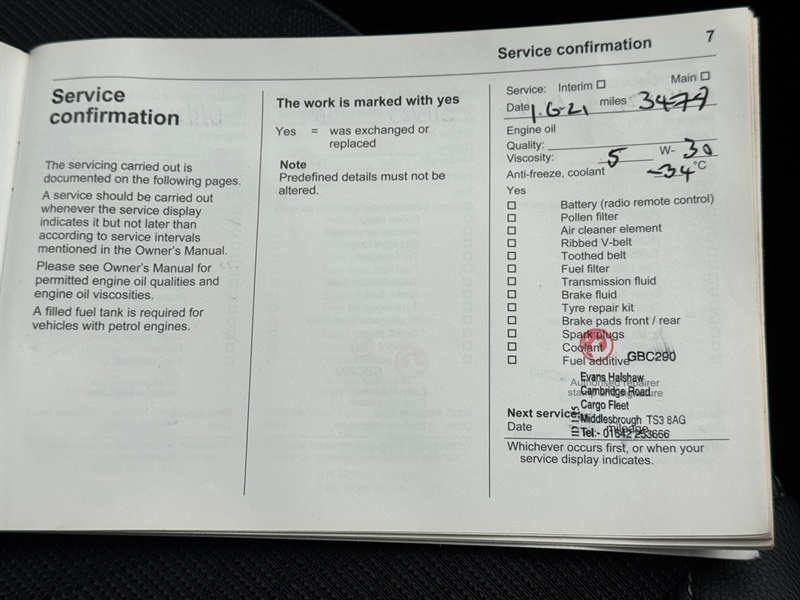 Service confirmation 7
Service
confirmation
The servicing carried out is
documented on the following pages.
A service should be carried out
whenever the service display
indicates it but not later than
according to service intervals
mentioned in the Owner's Manual.
Please see Owner's Manual for
permitted engine oil qualities and
engine oil viscosities.
A filled fuel tank is required for
vehicles with petrol engines.
The work is marked with yes
Yes = was exchanged or
replaced
Note
Predefined details must not be
altered.
Service: Interim ☐ Main ☐
Date 1.6-21 miles 3477
Engine oil
Quality:
Viscosity: 5 W- 30
Anti-freeze, coolant -34 °C
Yes
☐ Battery (radio remote control)
☐ Pollen filter
☐ Air cleaner element
☐ Ribbed V-belt
☐ Toothed belt
☐ Fuel filter
☐ Transmission fluid
☐ Brake fluid
☐ Tyre repair kit
☐ Brake pads front / rear
☐ Spark plugs
☐ Coolant
☐ Fuel additive
GBC290
Authorised repairer
stamp and signature
Evans Halshaw
Cambridge Road
Cargo Fleet
Middlesbrough TS3 8AG
Tel:- 01642 253666
Next service:
Date mileage
Whichever occurs first, or when your
service display indicates.